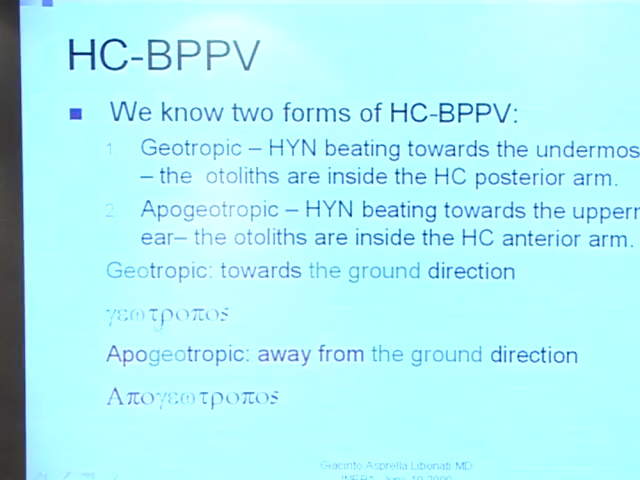 HC-BPPV
We know two forms of HC-BPPV:
1 Geotropic – HYN beating towards the undermos
– the otoliths are inside the HC posterior arm.
2 Apogeotropic – HYN beating towards the uppern
ear– the otoliths are inside the HC anterior arm.
Geotropic: towards the ground direction
γεωτροπος
Apogeotropic: away from the ground direction
Απογεωτροπος
Giacinto Asprella Libonati MD